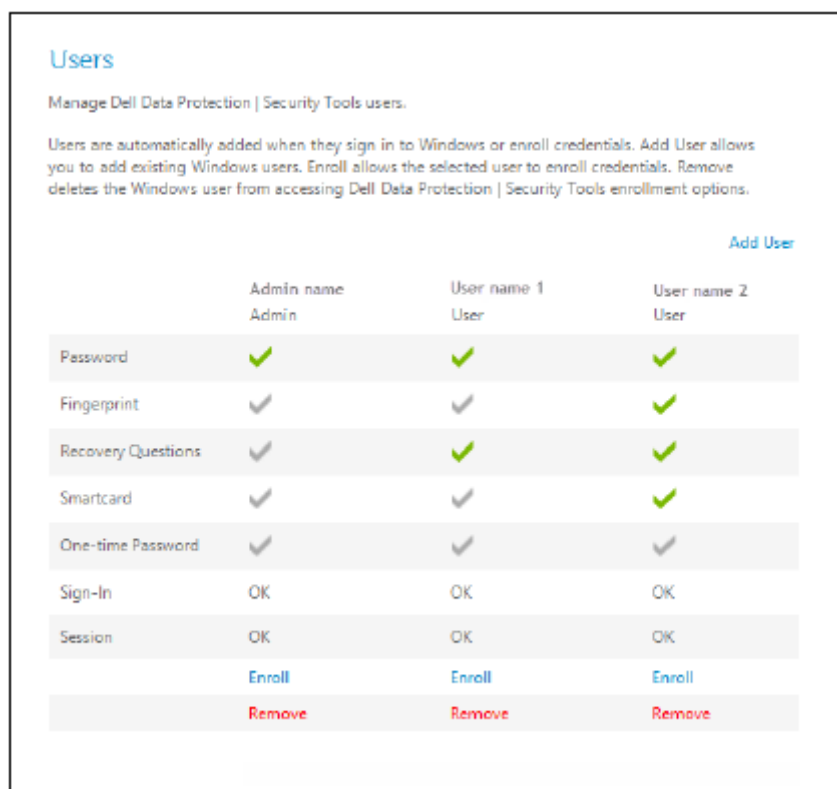 Users
Manage Dell Data Protection | Security Tools users.
Users are automatically added when they sign in to Windows or enroll credentials. Add User allows
you to add existing Windows users. Enroll allows the selected user to enroll credentials. Remove
deletes the Windows user from accessing Dell Data Protection | Security Tools enrollment options.
Add User
Admin name User name 1 User name 2
Admin User User
Password
Fingerprint
Recovery Questions
Smartcard
One-time Password
Sign-In OK OK OK
Session OK OK OK
Enroll Enroll Enroll
Remove Remove Remove